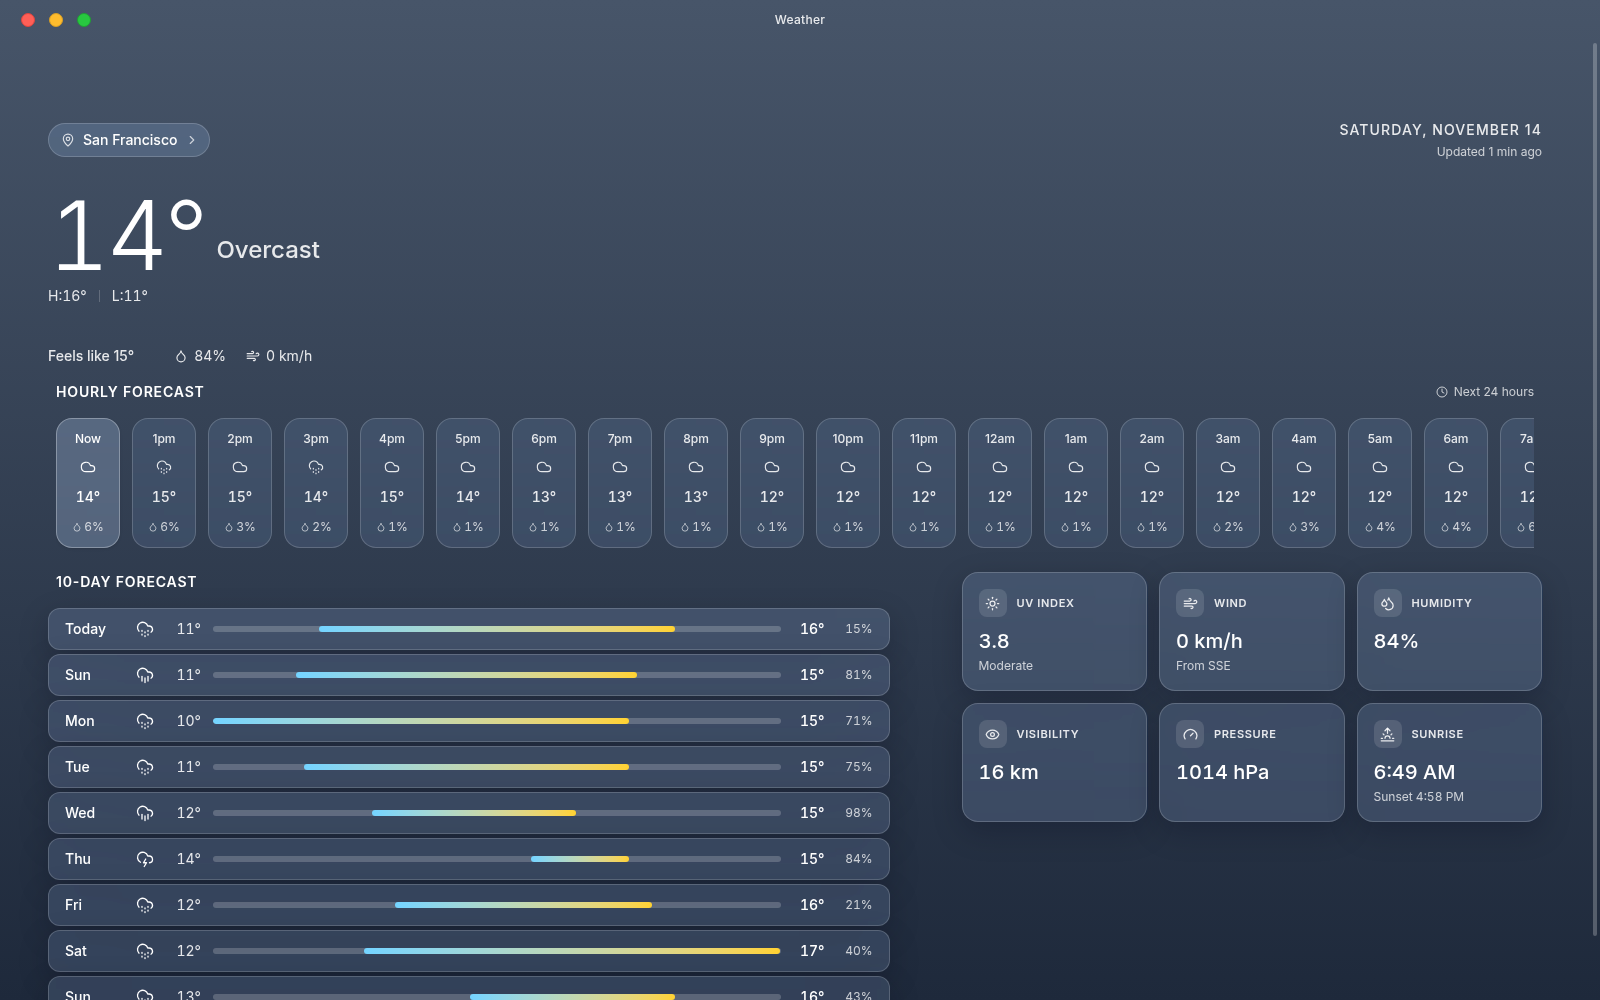 Weather
San Francisco
SATURDAY, NOVEMBER 14
Updated 1 min ago
14° Overcast
H:16° L:11°
Feels like 15° 84% 0 km/h
HOURLY FORECAST
Next 24 hours
Now 1pm 2pm 3pm 4pm 5pm 6pm 7pm 8pm 9pm 10pm 11pm 12am 1am 2am 3am 4am 5am 6am 7a
14° 15° 15° 14° 15° 14° 13° 13° 13° 12° 12° 12° 12° 12° 12° 12° 12° 12° 12° 12
6% 6% 3% 2% 1% 1% 1% 1% 1% 1% 1% 1% 1% 1% 1% 2% 3% 4% 4% 6
10-DAY FORECAST
Today 11° 16° 15%
Sun 11° 15° 81%
Mon 10° 15° 71%
Tue 11° 15° 75%
Wed 12° 15° 98%
Thu 14° 15° 84%
Fri 12° 16° 21%
Sat 12° 17° 40%
Sun 13° 16° 43%
UV INDEX
3.8
Moderate
WIND
0 km/h
From SSE
HUMIDITY
84%
VISIBILITY
16 km
PRESSURE
1014 hPa
SUNRISE
6:49 AM
Sunset 4:58 PM